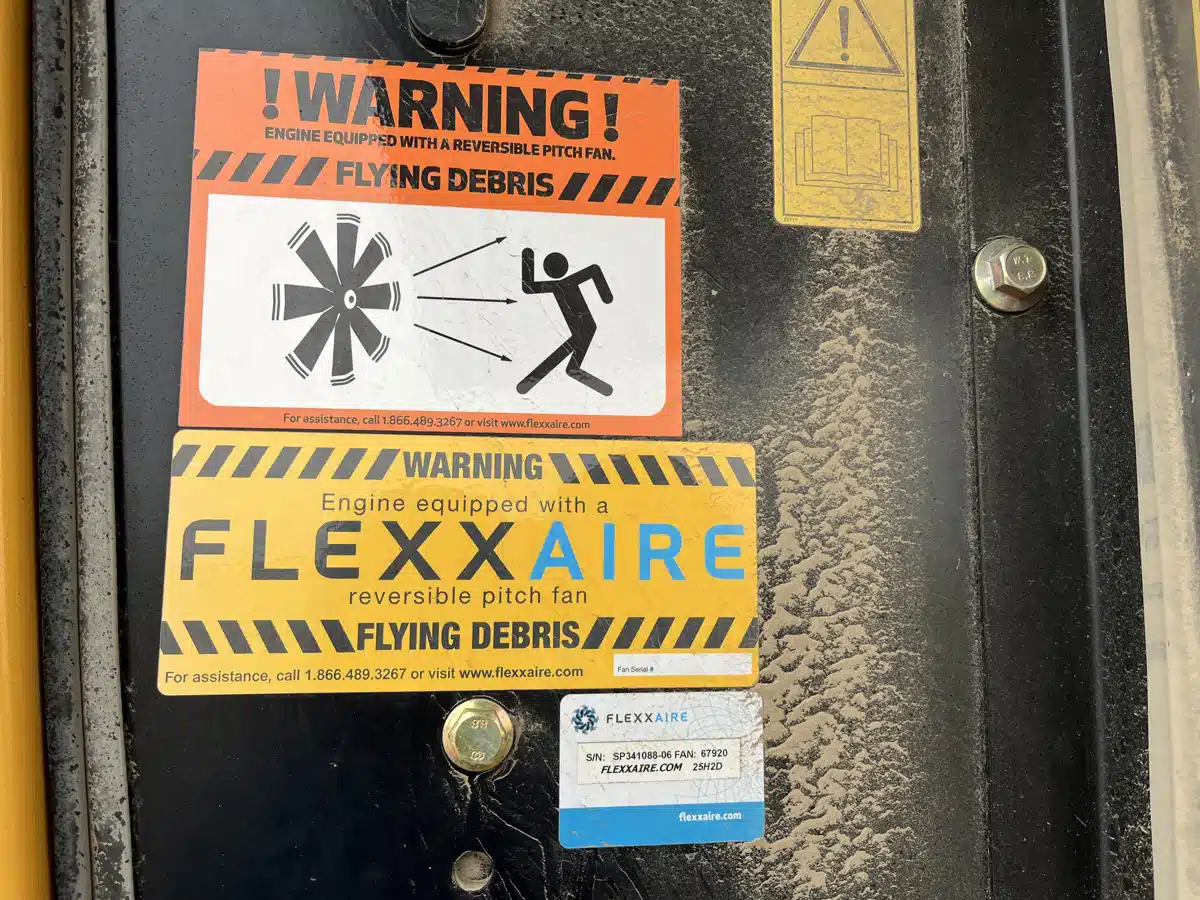 ! WARNING !
ENGINE EQUIPPED WITH A REVERSIBLE PITCH FAN.
FLYING DEBRIS
For assistance, call 1.866.489.3267 or visit www.flexxaire.com
WARNING
Engine equipped with a
FLEXXAIRE
reversible pitch fan
FLYING DEBRIS
For assistance, call 1.866.489.3267 or visit www.flexxaire.com
Fan Serial #
FLEXXAIRE
S/N: SP341088-06 FAN: 67920
FLEXXAIRE.COM 25H2D
flexxaire.com